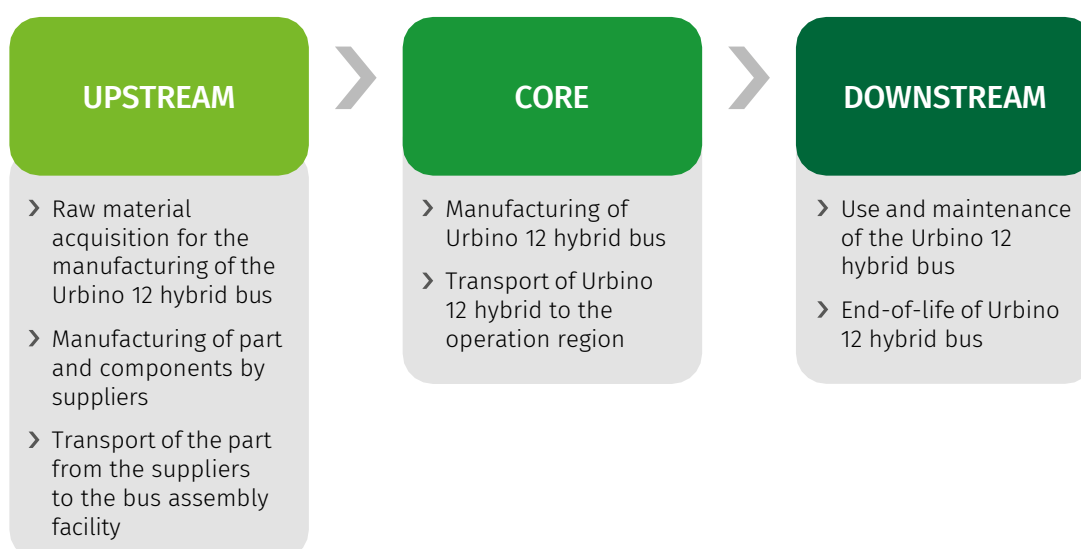 UPSTREAM
Raw material
acquisition for the
manufacturing of the
Urbino 12 hybrid bus
Manufacturing of part
and components by
suppliers
Transport of the part
from the suppliers
to the bus assembly
facility
CORE
Manufacturing of
Urbino 12 hybrid bus
Transport of Urbino
12 hybrid to the
operation region
DOWNSTREAM
Use and maintenance
of the Urbino 12
hybrid bus
End-of-life of Urbino
12 hybrid bus